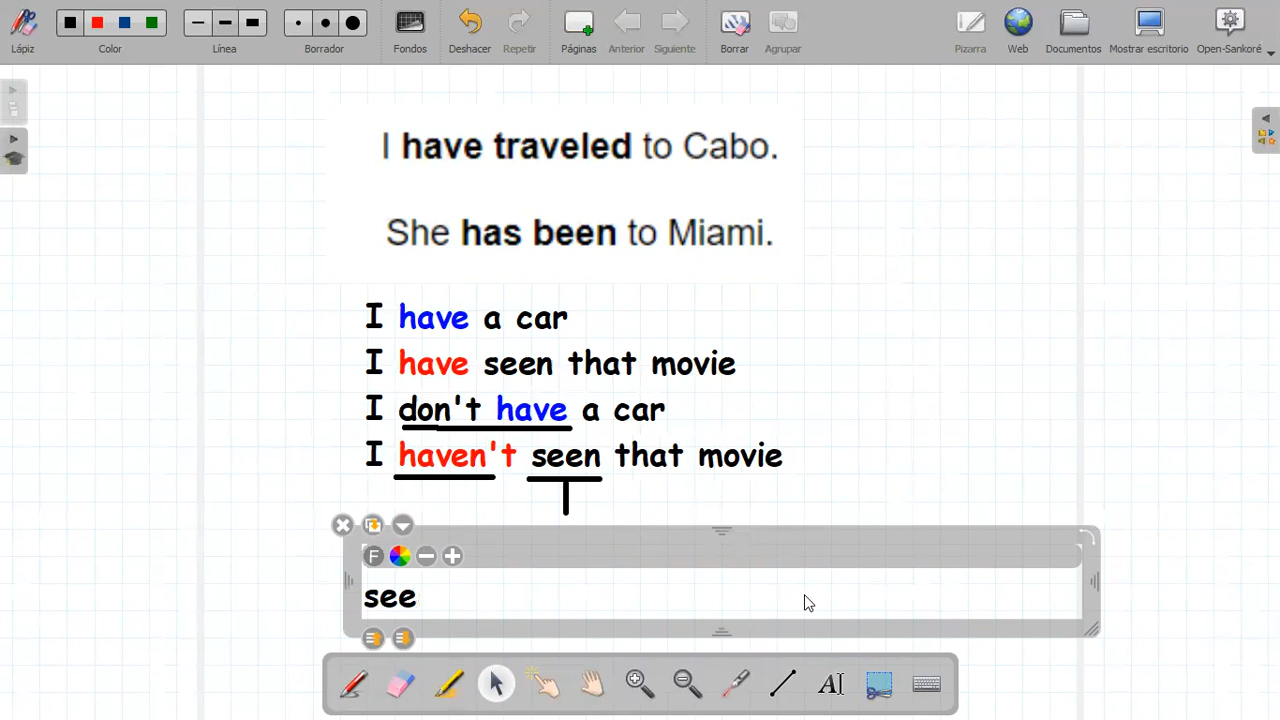 Lápiz Color Línea Borrador Fondos Deshacer Repetir Páginas Anterior Siguiente Borrar Agrupar Pizarra Web Documentos Mostrar escritorio Open-Sankoré
I have traveled to Cabo.
She has been to Miami.
I have a car
I have seen that movie
I don't have a car
I haven't seen that movie
F
see
AI